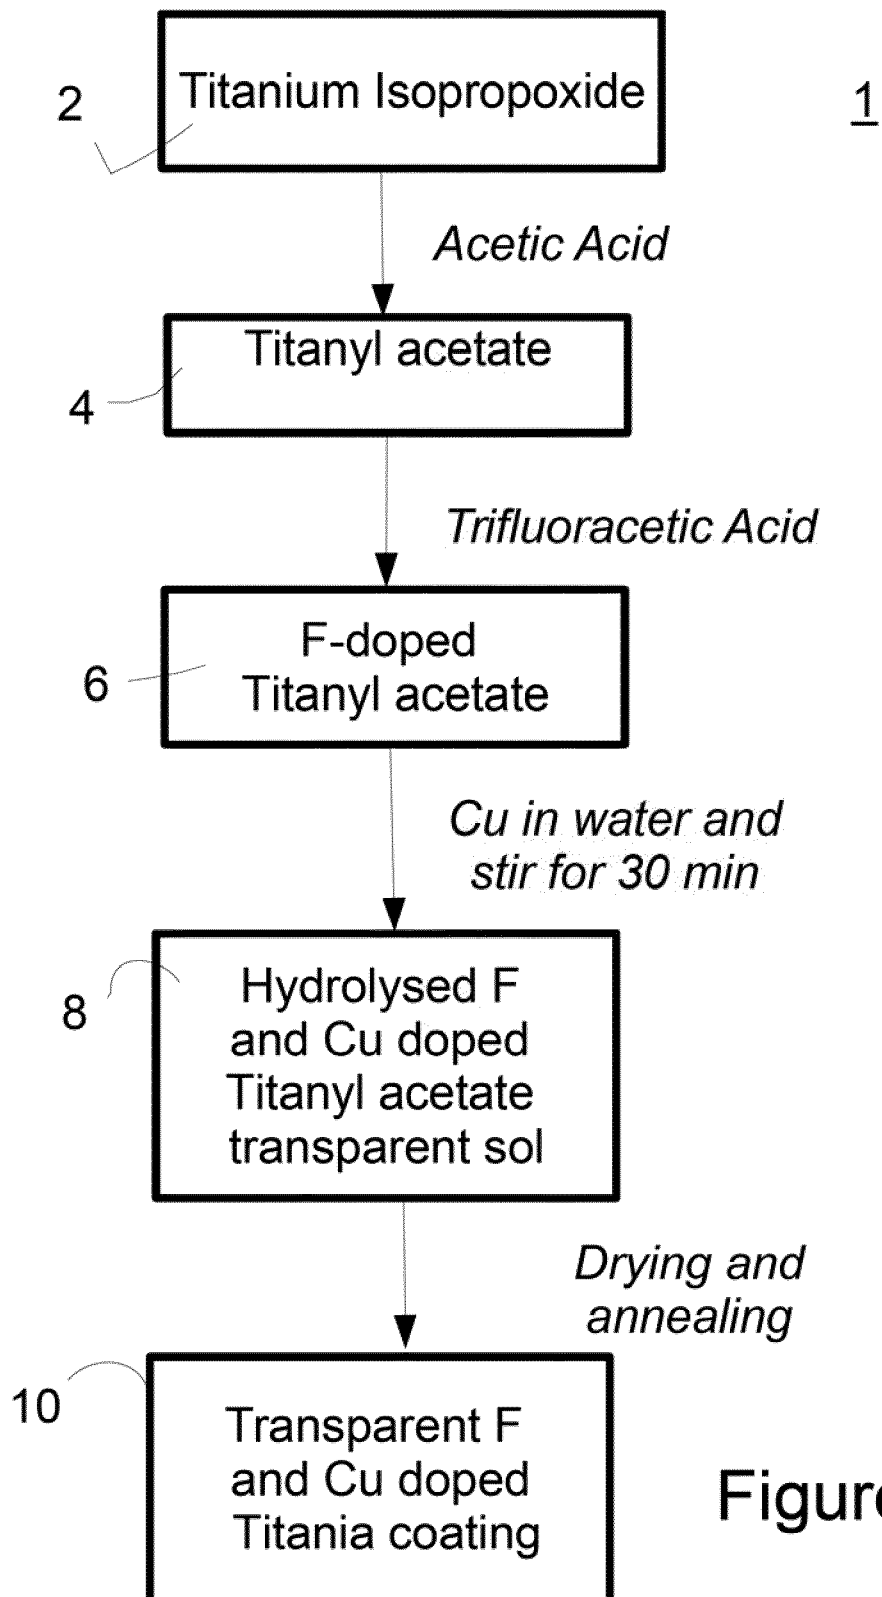 Titanium Isopropoxide
2
1
Acetic Acid
Titanyl acetate
4
Trifluoracetic Acid
F-doped
Titanyl acetate
6
Cu in water and
stir for 30 min
Hydrolysed F
and Cu doped
Titanyl acetate
transparent sol
8
Drying and
annealing
10
Transparent F
and Cu doped
Titania coating
Figure